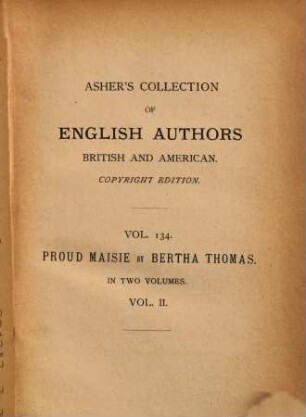 ASHER'S COLLECTION
OF
ENGLISH AUTHORS
BRITISH AND AMERICAN.
COPYRIGHT EDITION.
VOL. 134.
PROUD MAISIE BY BERTHA THOMAS.
IN TWO VOLUMES.
VOL. II.